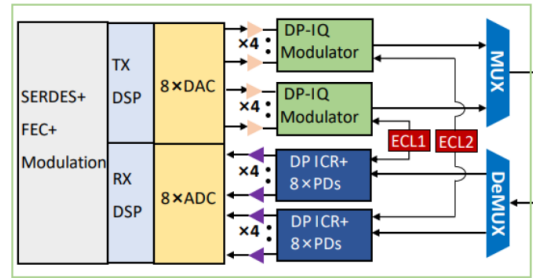 SERDES+
FEC+
Modulation
TX
DSP
RX
DSP
8×DAC
8×ADC
×4
×4
×4
×4
DP-IQ
Modulator
DP-IQ
Modulator
DP ICR+
8×PDs
DP ICR+
8×PDs
ECL1
ECL2
MUX
DeMUX